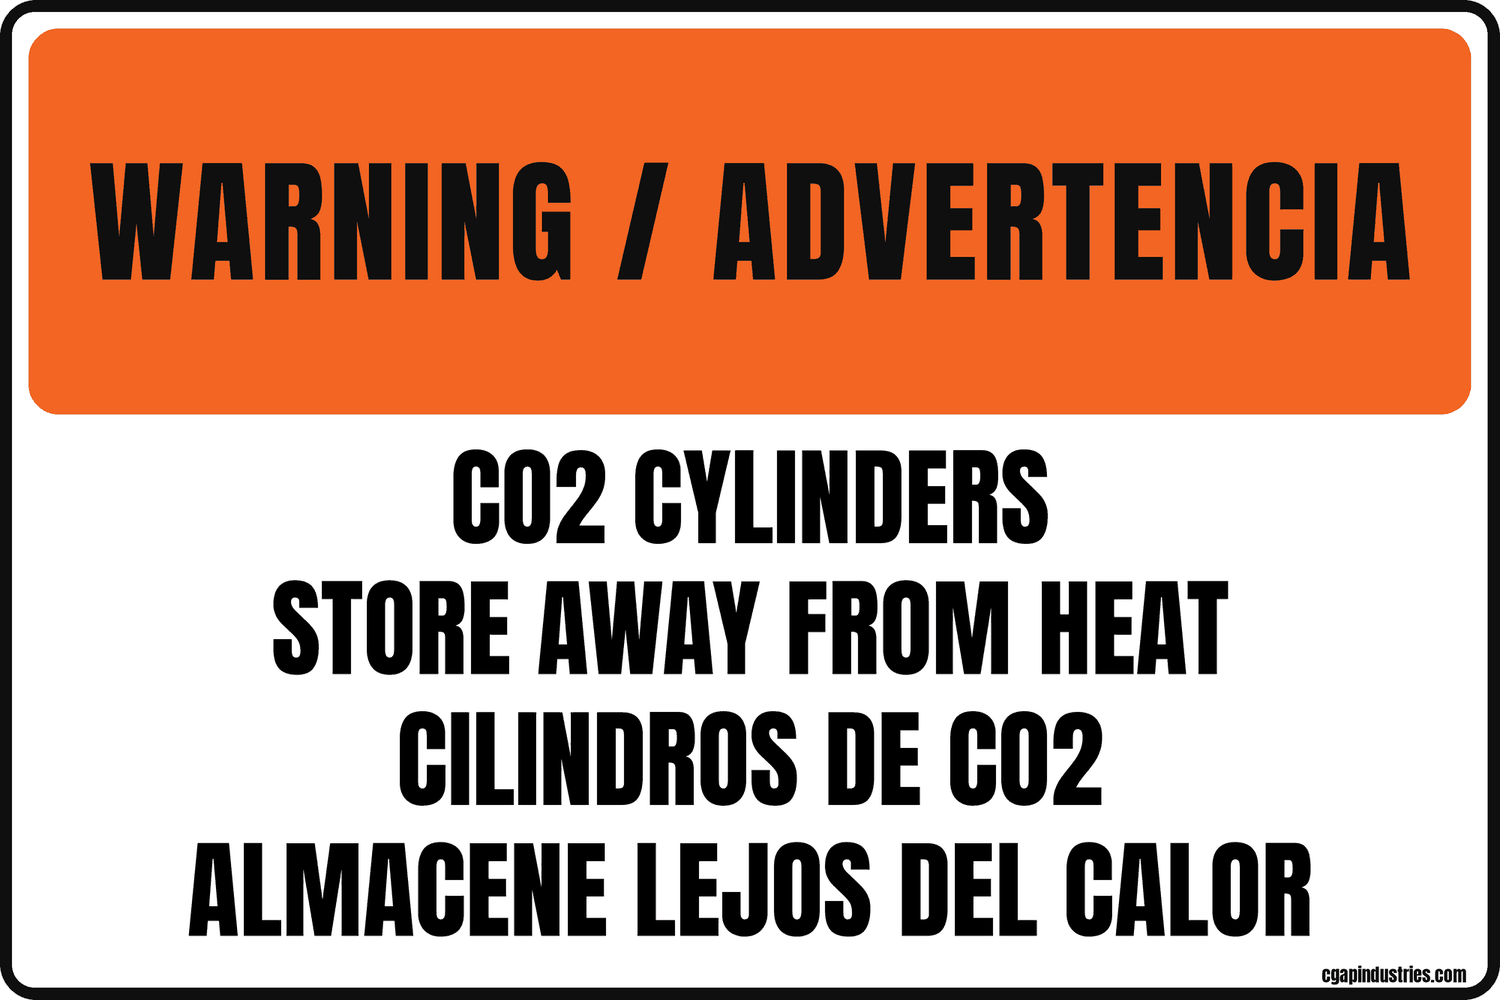 WARNING / ADVERTENCIA
CO2 CYLINDERS
STORE AWAY FROM HEAT
CILINDROS DE CO2
ALMACENE LEJOS DEL CALOR
cgapindustries.com